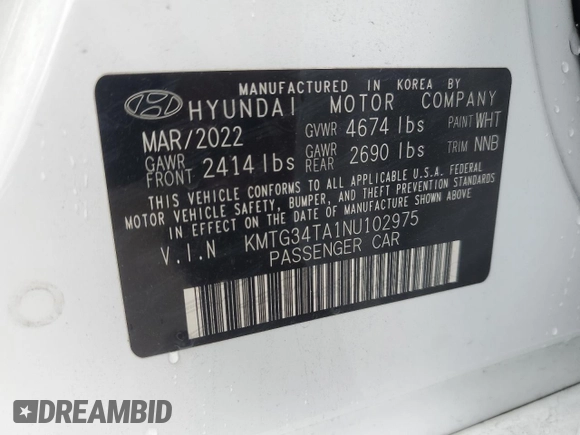 MANUFACTURED IN KOREA BY
HYUNDAI MOTOR COMPANY
MAR/2022 GVWR 4674 lbs PAINT WHT
GAWR FRONT 2414 lbs GAWR REAR 2690 lbs TRIM NNB
THIS VEHICLE CONFORMS TO ALL APPLICABLE U.S.A. FEDERAL
MOTOR VEHICLE SAFETY, BUMPER, AND THEFT PREVENTION STANDARDS
IN EFFECT ON THE DATE OF MANUFACTURE SHOWN ABOVE.
V.I.N KMTG34TA1NU102975
PASSENGER CAR
DREAMBID